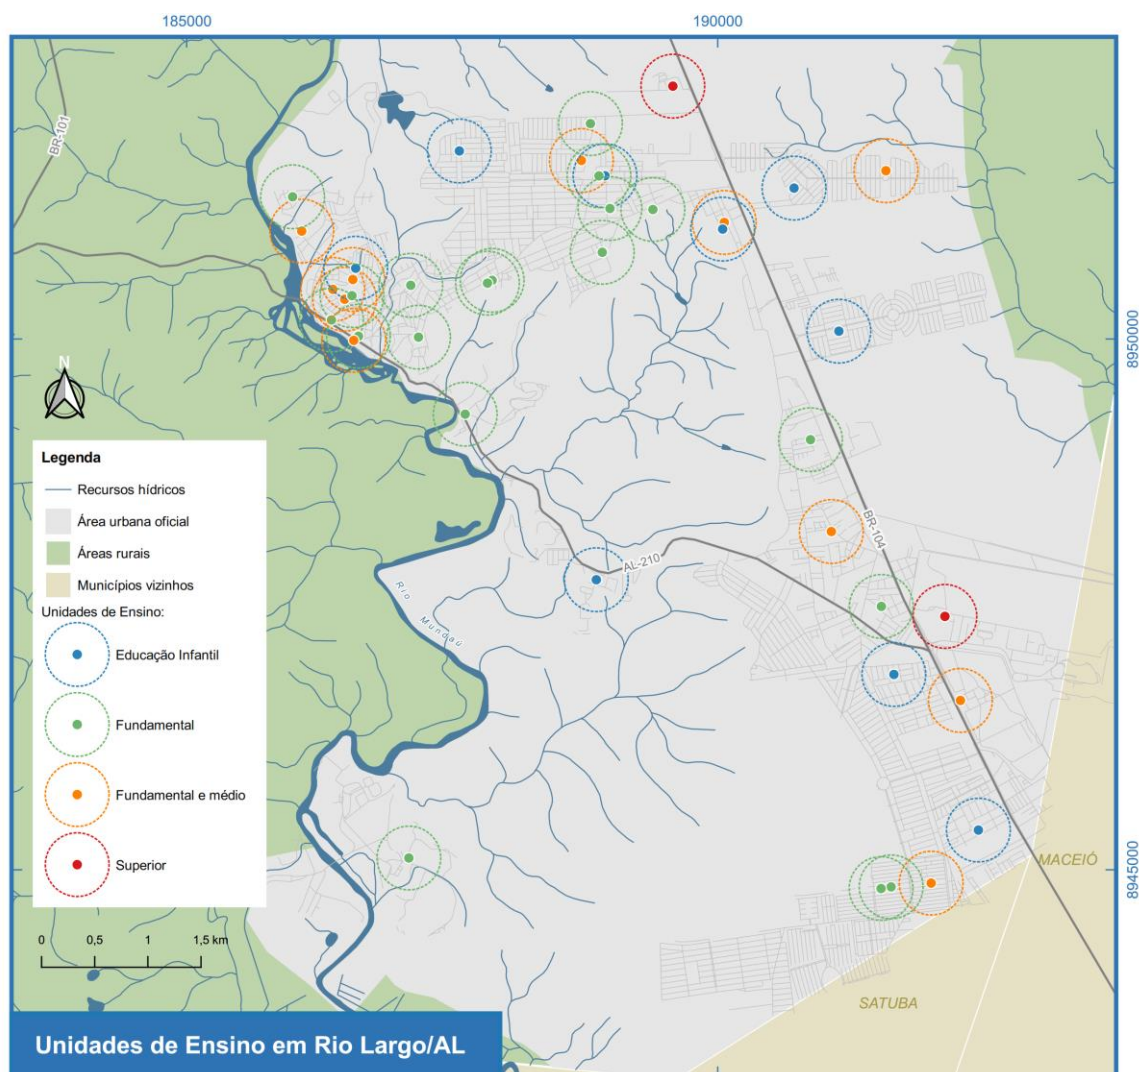 185000
190000
BR-101
8950000
N
Legenda
Recursos hídricos
Área urbana oficial
Áreas rurais
Municípios vizinhos
Unidades de Ensino:
Educação Infantil
Fundamental
Fundamental e médio
Superior
BR-104
AL-210
Rio Mundaú
MACEIÓ
8945000
0 0,5 1 1,5 km
SATUBA
Unidades de Ensino em Rio Largo/AL